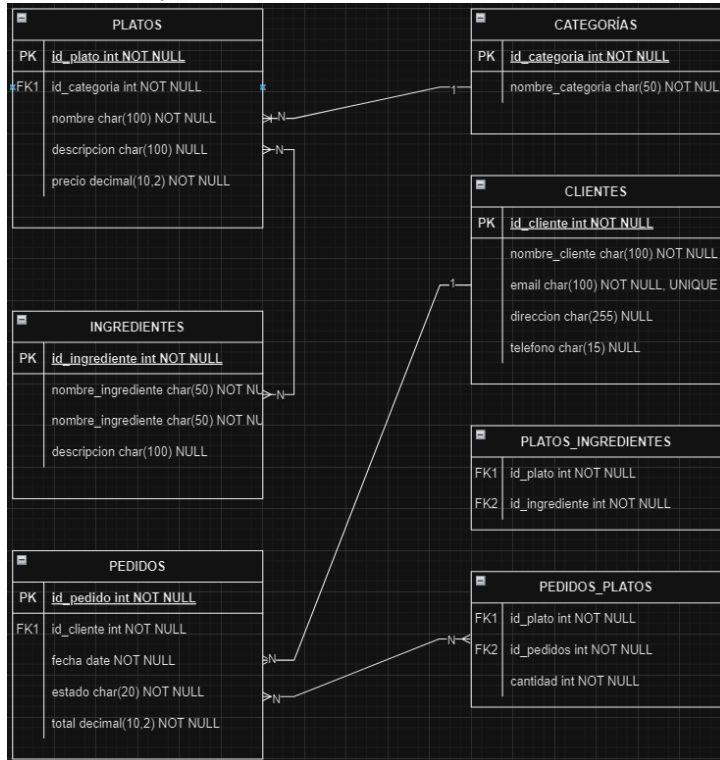 PLATOS
PK id_plato int NOT NULL
FK1 id_categoria int NOT NULL
nombre char(100) NOT NULL
descripcion char(100) NULL
precio decimal(10,2) NOT NULL
CATEGORÍAS
PK id_categoria int NOT NULL
nombre_categoria char(50) NOT NUL
N
1
N
CLIENTES
PK id_cliente int NOT NULL
nombre_cliente char(100) NOT NULL
email char(100) NOT NULL, UNIQUE
direccion char(255) NULL
telefono char(15) NULL
1
INGREDIENTES
PK id_ingrediente int NOT NULL
nombre_ingrediente char(50) NOT NU
nombre_ingrediente char(50) NOT NU
descripcion char(100) NULL
N
PLATOS_INGREDIENTES
FK1 id_plato int NOT NULL
FK2 id_ingrediente int NOT NULL
PEDIDOS
PK id_pedido int NOT NULL
FK1 id_cliente int NOT NULL
fecha date NOT NULL
estado char(20) NOT NULL
total decimal(10,2) NOT NULL
N
N
PEDIDOS_PLATOS
FK1 id_plato int NOT NULL
FK2 id_pedidos int NOT NULL
cantidad int NOT NULL
N